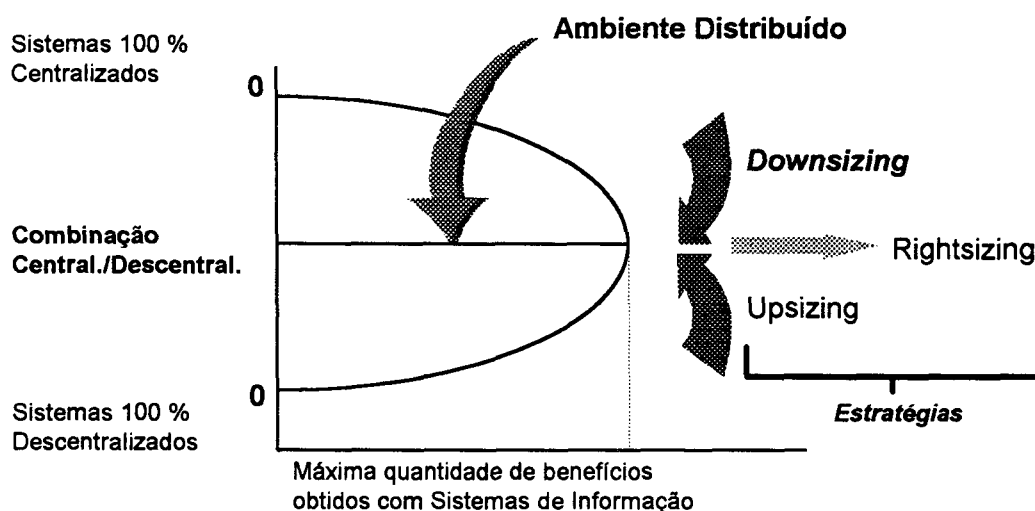 Ambiente Distribuído
Sistemas 100 %
Centralizados
0
Downsizing
Combinação
Central./Descentral.
Rightsizing
Upsizing
0
Sistemas 100 %
Descentralizados
Estratégias
Máxima quantidade de benefícios
obtidos com Sistemas de Informação